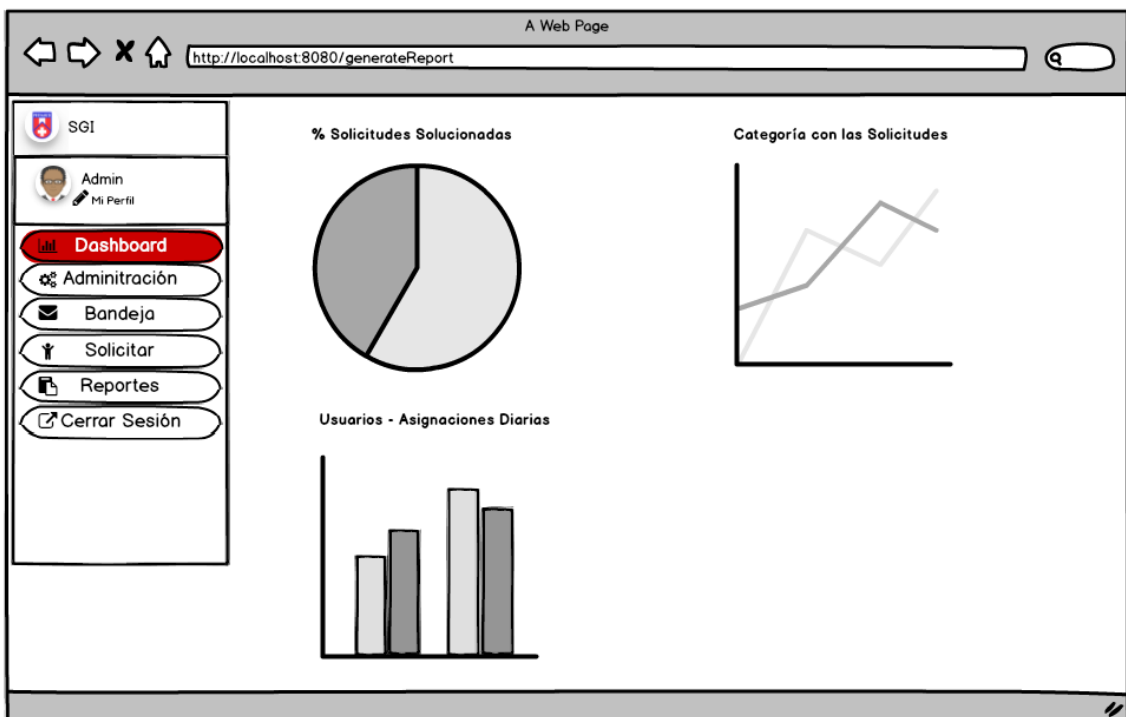 A Web Page
http://localhost:8080/generateReport
SGI
Admin
Mi Perfil
Dashboard
Adminitración
Bandeja
Solicitar
Reportes
Cerrar Sesión
% Solicitudes Solucionadas
Categoría con las Solicitudes
Usuarios - Asignaciones Diarias